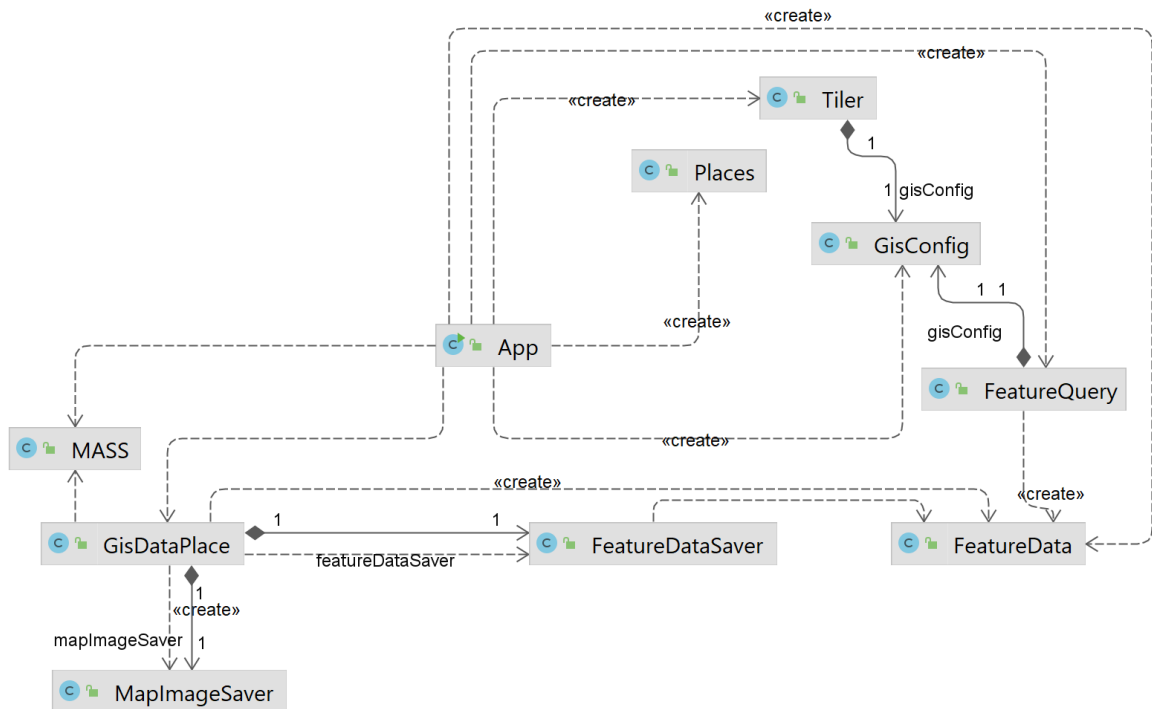 «create»
«create»
«create»
C Tiler
1
C Places
1 gisConfig
C GisConfig
1 1
«create»
gisConfig
C App
C FeatureQuery
«create»
C MASS
«create»
«create»
1
1
C GisDataPlace
C FeatureDataSaver
C FeatureData
featureDataSaver
1
«create»
mapImageSaver
1
C MapImageSaver